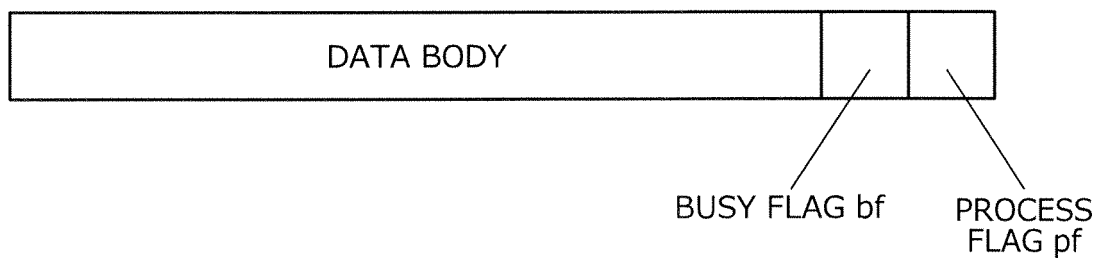 DATA BODY
BUSY FLAG bf
PROCESS
FLAG pf